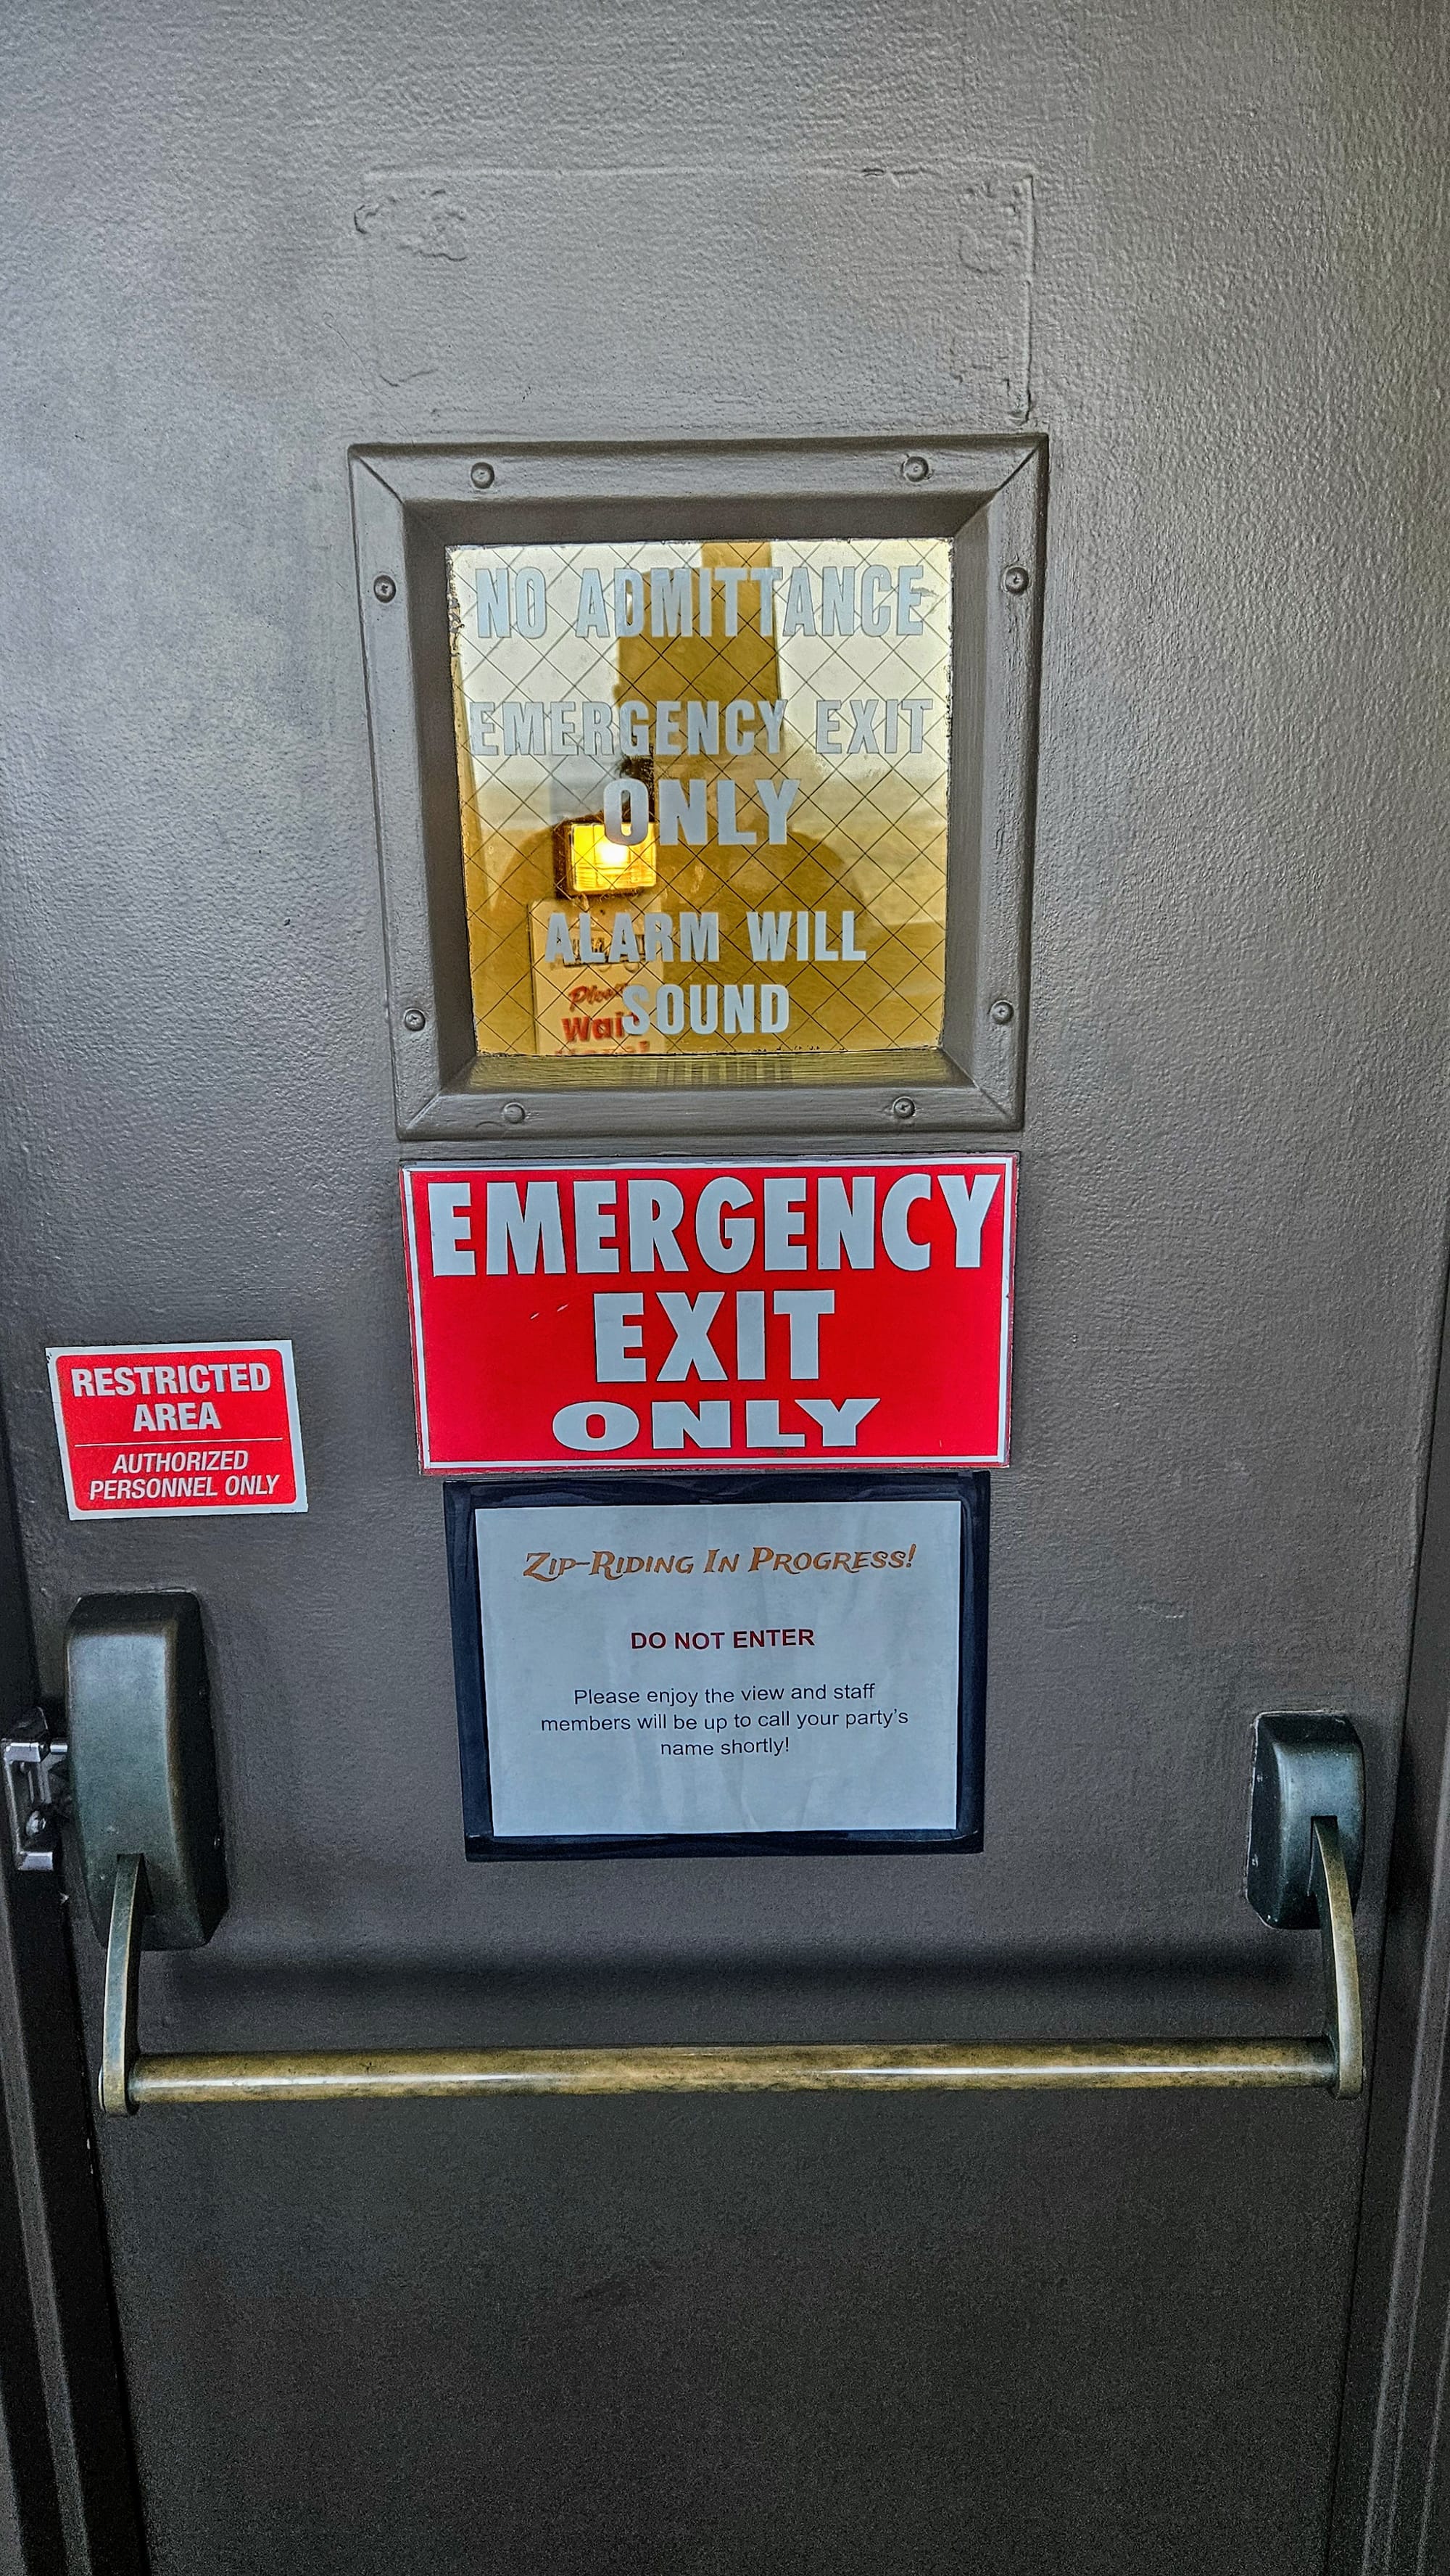 NO ADMITTANCE
EMERGENCY EXIT
ONLY
ALARM WILL
SOUND
Please
Wait
EMERGENCY
EXIT
ONLY
RESTRICTED
AREA
AUTHORIZED
PERSONNEL ONLY
ZIP-RIDING IN PROGRESS!
DO NOT ENTER
Please enjoy the view and staff
members will be up to call your party's
name shortly!